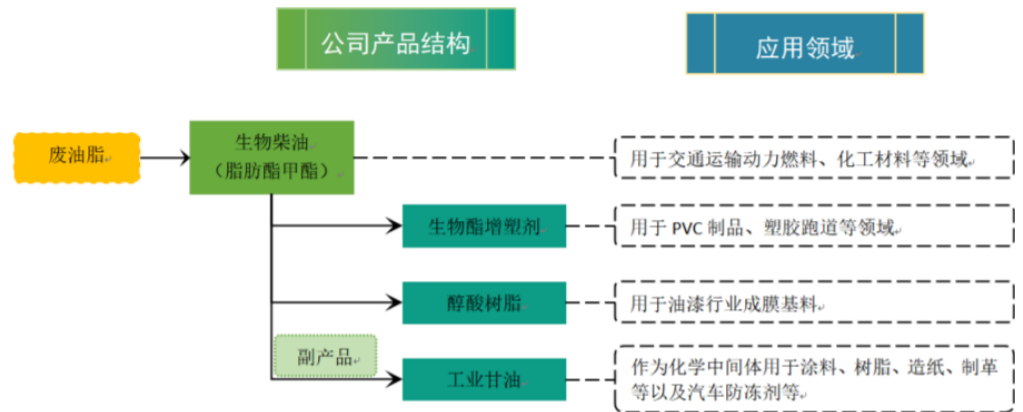 公司产品结构
应用领域
废油脂
生物柴油
（脂肪酯甲酯）
用于交通运输动力燃料、化工材料等领域。
生物酯增塑剂
用于 PVC 制品、塑胶跑道等领域。
醇酸树脂
用于油漆行业成膜基料。
副产品
工业甘油
作为化学中间体用于涂料、树脂、造纸、制革
等以及汽车防冻剂等。